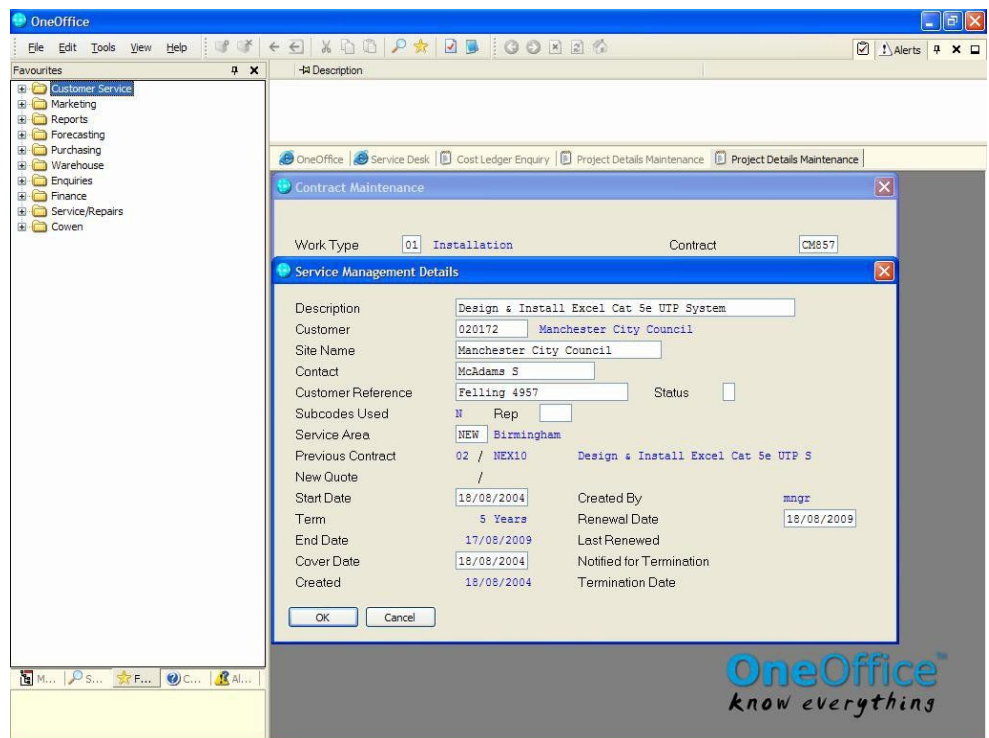 OneOffice
File Edit Tools View Help
Alerts
Favourites
Description
Customer Service
Marketing
Reports
Forecasting
Purchasing
Warehouse
Enquiries
Finance
Service/Repairs
Cowen
OneOffice Service Desk Cost Ledger Enquiry Project Details Maintenance Project Details Maintenance
Contract Maintenance
Work Type 01 Installation Contract CM857
Service Management Details
Description Design & Install Excel Cat 5e UTP System
Customer 020172 Manchester City Council
Site Name Manchester City Council
Contact McAdams S
Customer Reference Felling 4957 Status
Subcodes Used N Rep
Service Area NEW Birmingham
Previous Contract 02 / NEX10 Design & Install Excel Cat 5e UTP S
New Quote /
Start Date 18/08/2004 Created By mngr
Term 5 Years Renewal Date 18/08/2009
End Date 17/08/2009 Last Renewed
Cover Date 18/08/2004 Notified for Termination
Created 18/08/2004 Termination Date
OK Cancel
M... S... F... C... Al...
OneOffice™
know everything